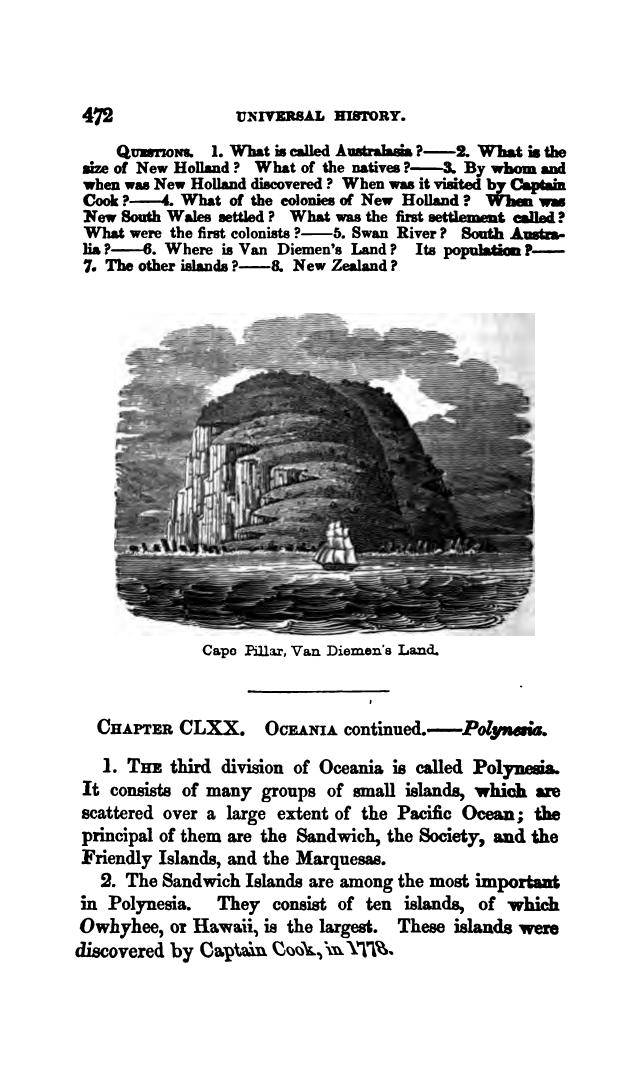 472 UNIVERSAL HISTORY.
QUESTIONS. 1. What is called Australasia?——2. What is the
size of New Holland? What of the natives?——3. By whom and
when was New Holland discovered? When was it visited by Captain
Cook?——4. What of the colonies of New Holland? When was
New South Wales settled? What was the first settlement called?
What were the first colonists?——5. Swan River? South Austra-
lia?——6. Where is Van Diemen's Land? Its population?——
7. The other islands?——8. New Zealand?
Cape Pillar, Van Diemen's Land.
CHAPTER CLXX. OCEANIA continued.——Polynesia.
1. THE third division of Oceania is called Polynesia.
It consists of many groups of small islands, which are
scattered over a large extent of the Pacific Ocean; the
principal of them are the Sandwich, the Society, and the
Friendly Islands, and the Marquesas.
2. The Sandwich Islands are among the most important
in Polynesia. They consist of ten islands, of which
Owhyhee, or Hawaii, is the largest. These islands were
discovered by Captain Cook, in 1778.